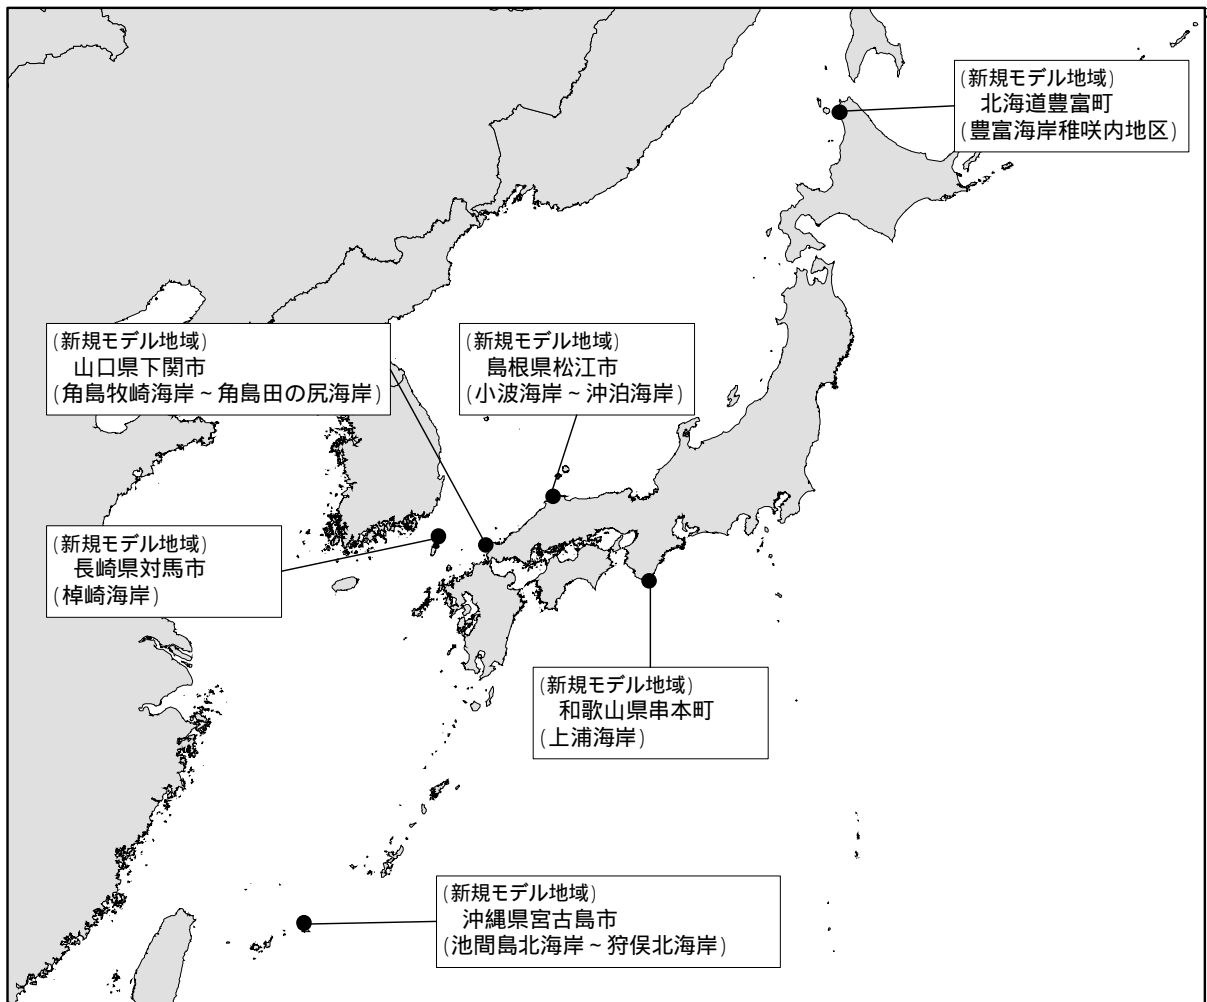 (新規モデル地域)
北海道豊富町
(豊富海岸稚咲内地区)
(新規モデル地域)
山口県下関市
(角島牧崎海岸~角島田の尻海岸)
(新規モデル地域)
島根県松江市
(小波海岸~沖泊海岸)
(新規モデル地域)
長崎県対馬市
(棹崎海岸)
(新規モデル地域)
和歌山県串本町
(上浦海岸)
(新規モデル地域)
沖縄県宮古島市
(池間島北海岸~狩俣北海岸)